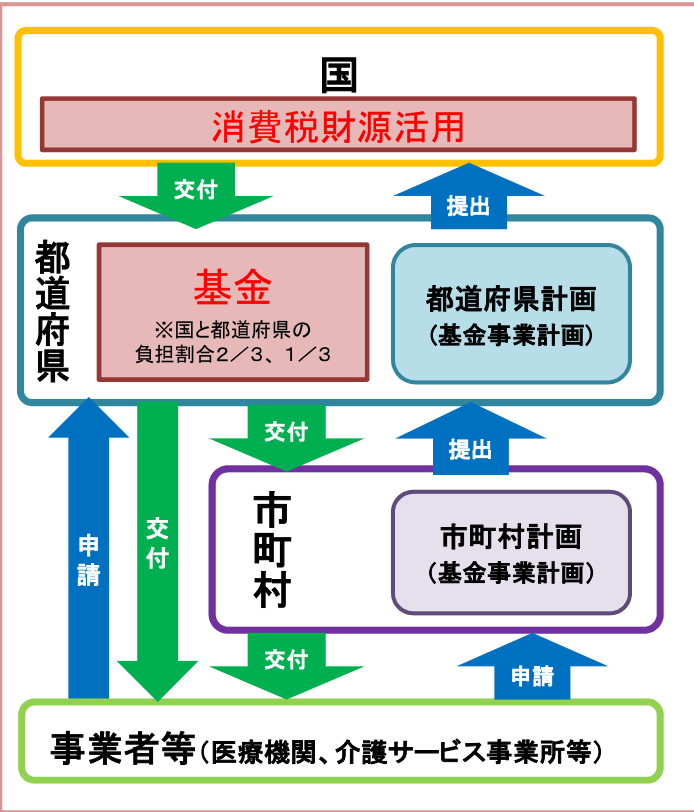 国
消費税財源活用
交付
提出
都道府県
基金
※国と都道府県の
負担割合2／3、1／3
都道府県計画
(基金事業計画)
交付
提出
申請
交付
市町村
市町村計画
(基金事業計画)
交付
申請
事業者等(医療機関、介護サービス事業所等)